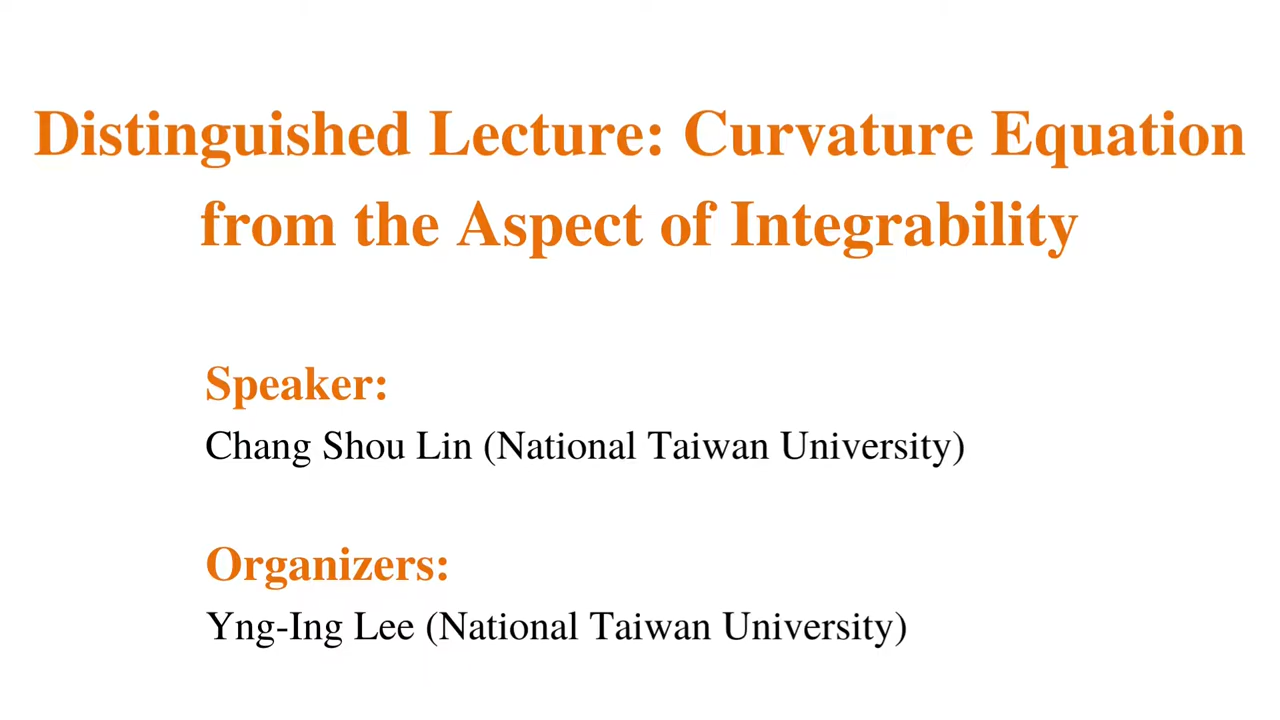 Distinguished Lecture: Curvature Equation
from the Aspect of Integrability
Speaker:
Chang Shou Lin (National Taiwan University)
Organizers:
Yng-Ing Lee (National Taiwan University)